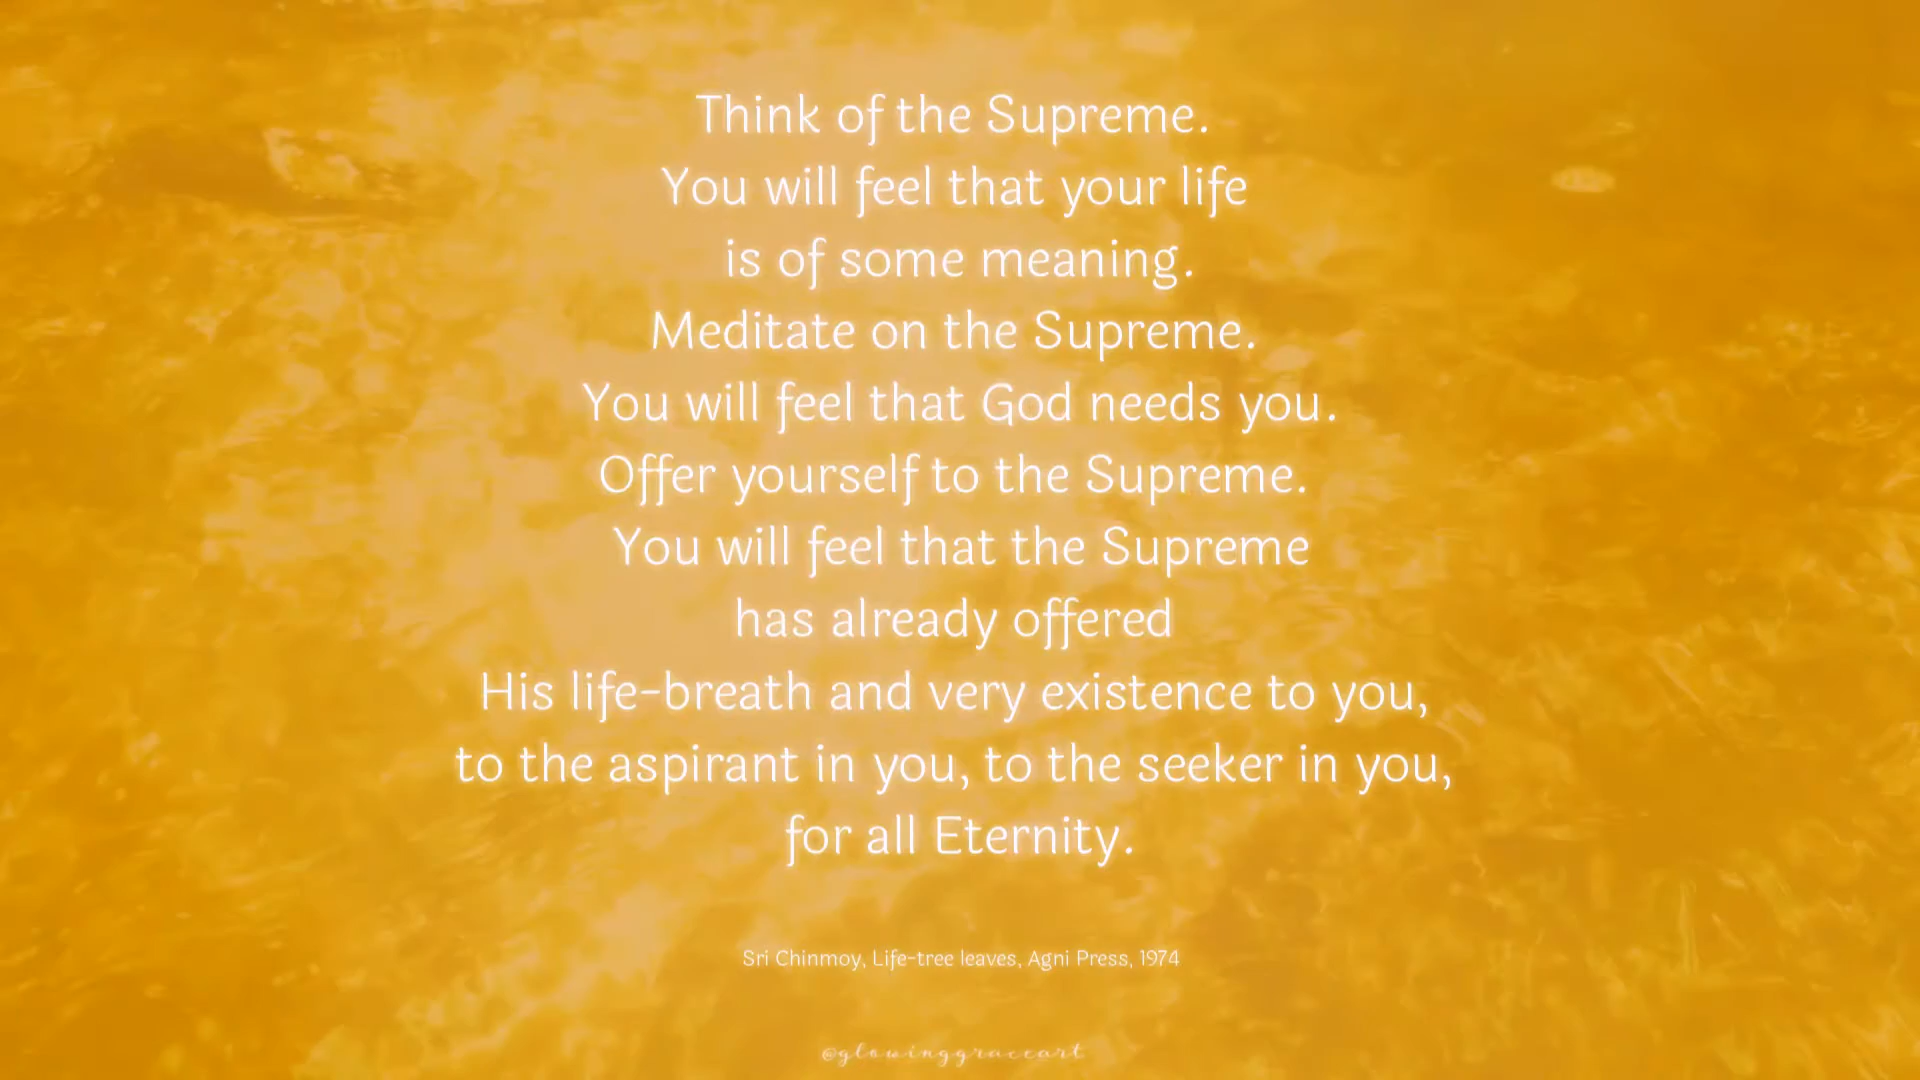 Think of the Supreme.
You will feel that your life
is of some meaning.
Meditate on the Supreme.
You will feel that God needs you.
Offer yourself to the Supreme.
You will feel that the Supreme
has already offered
His life-breath and very existence to you,
to the aspirant in you, to the seeker in you,
for all Eternity.
Sri Chinmoy, Life-tree leaves, Agni Press, 1974
@glowinggraceart